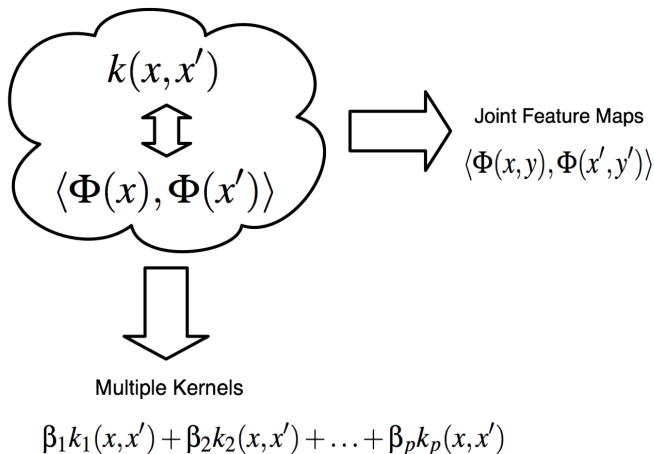 k(x, x′)
⟨Φ(x), Φ(x′)⟩
Joint Feature Maps
⟨Φ(x,y), Φ(x′,y′)⟩
Multiple Kernels
β₁k₁(x,x′) + β₂k₂(x,x′) + … + βₚkₚ(x,x′)